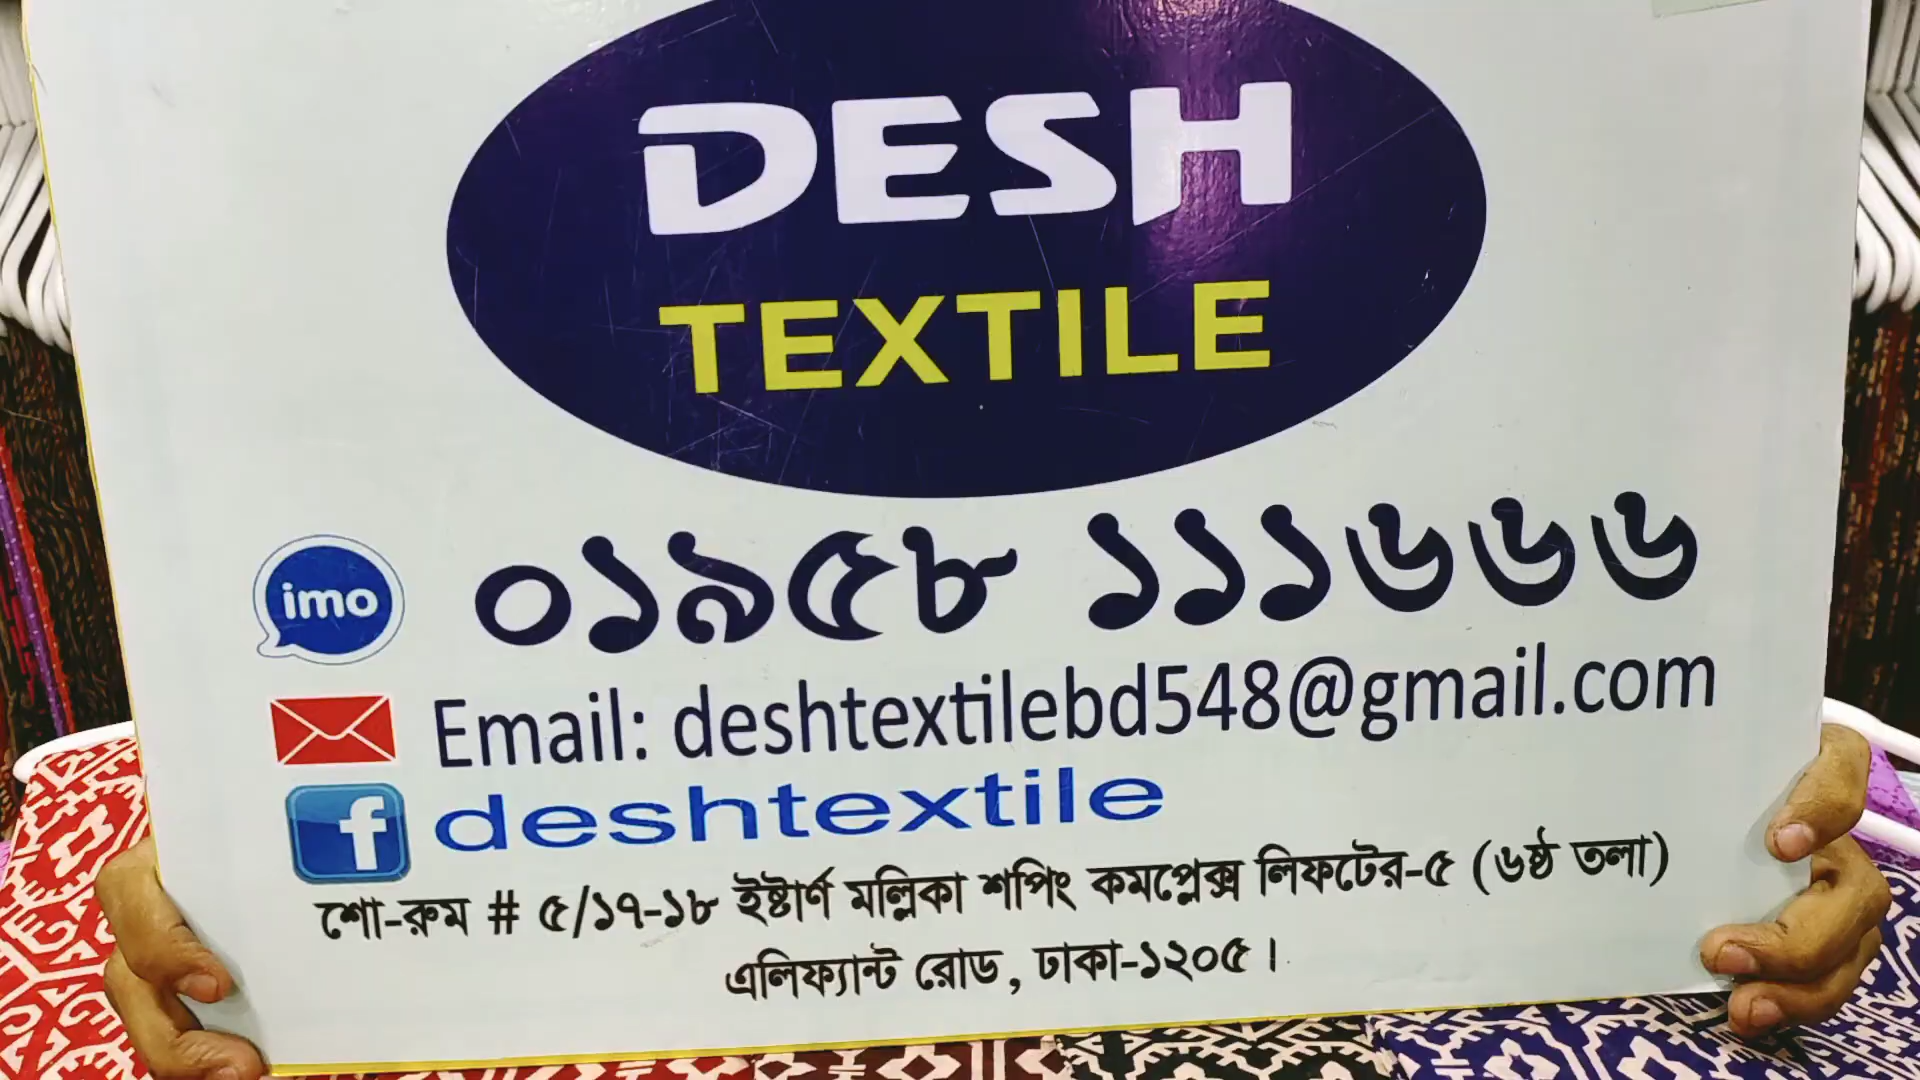 DESH
TEXTILE
imo ০১৯৫৮ ১১১৬৬৬
Email: deshtextilebd548@gmail.com
f deshtextile
শো-রুম # ৫/১৭-১৮ ইষ্টার্ণ মল্লিকা শপিং কমপ্লেক্স লিফটের-৫ (৬ষ্ঠ তলা)
এলিফ্যান্ট রোড, ঢাকা-১২০৫।